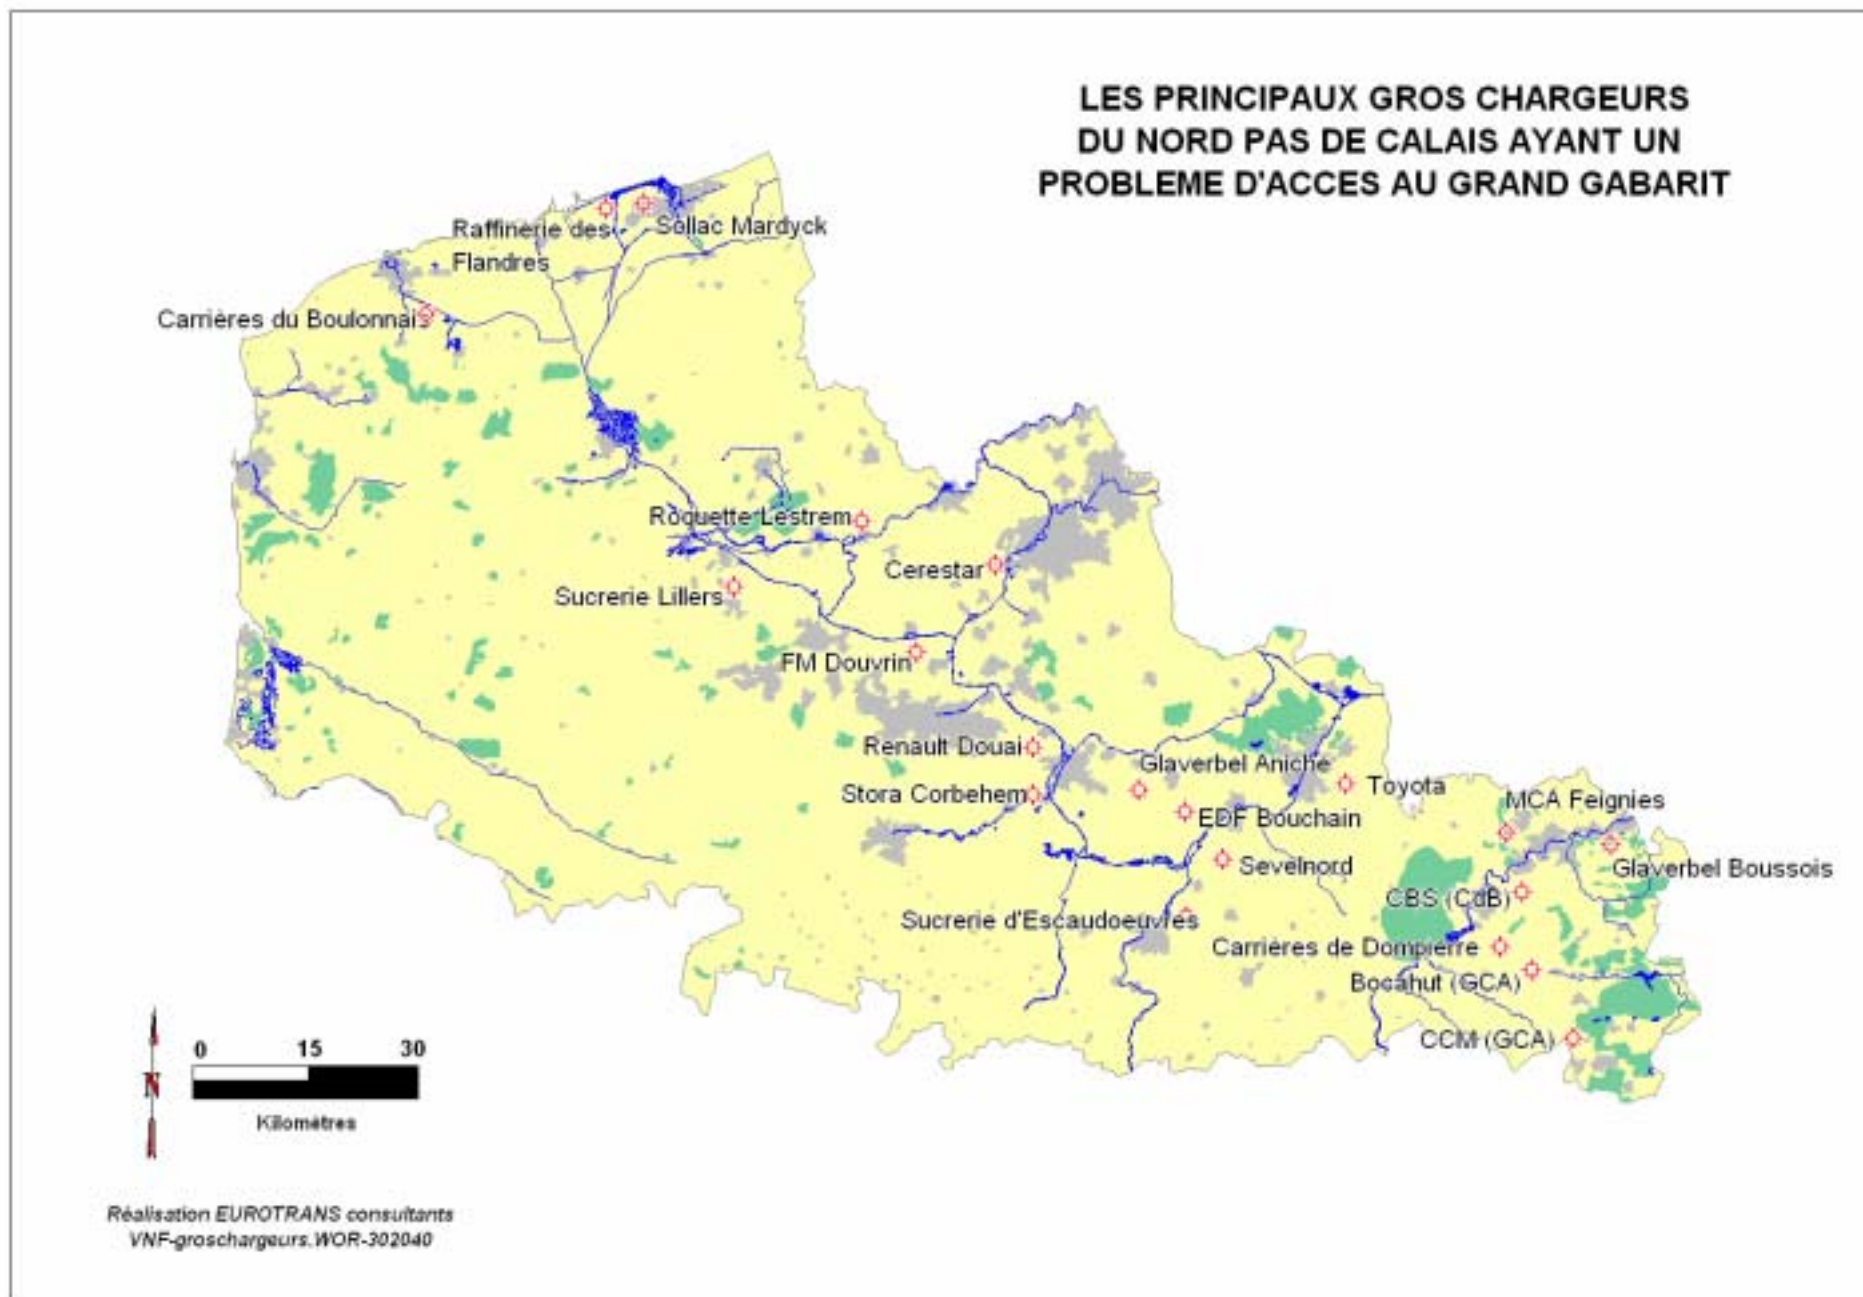 LES PRINCIPAUX GROS CHARGEURS
DU NORD PAS DE CALAIS AYANT UN
PROBLEME D'ACCES AU GRAND GABARIT
Raffinerie des
Flandres
Sollac Mardyck
Carrières du Boulonnais
Roquette Lestrem
Cerestar
Sucrerie Lillers
FM Douvrin
Renault Douai
Glaverbel Aniche
Stora Corbehem
Toyota
MCA Feignies
EDF Bouchain
Sevelnord
Glaverbel Boussois
CBS (CdB)
Sucrerie d'Escaudoeuvres
Carrières de Dompierre
Bocahut (GCA)
CCM (GCA)
0 15 30
N
Kilomètres
Réalisation EUROTRANS consultants
VNF-groschargeurs.WOR-302040